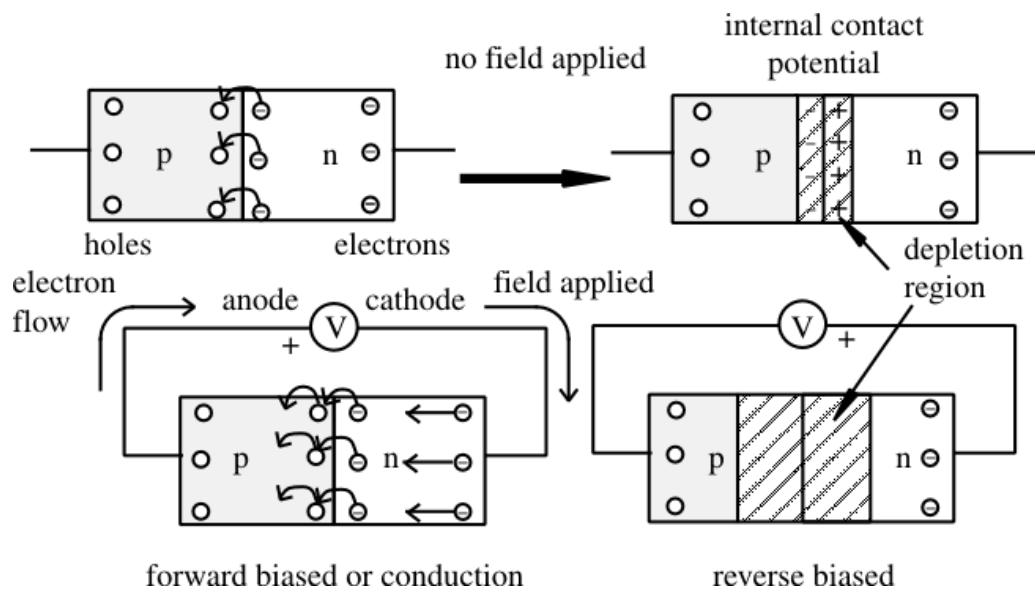 internal contact
potential
no field applied
p
n
p
n
- +
- +
- +
- +
holes
electrons
depletion
region
electron
flow
anode
cathode
field applied
V
+
V
+
p
n
p
n
forward biased or conduction
reverse biased